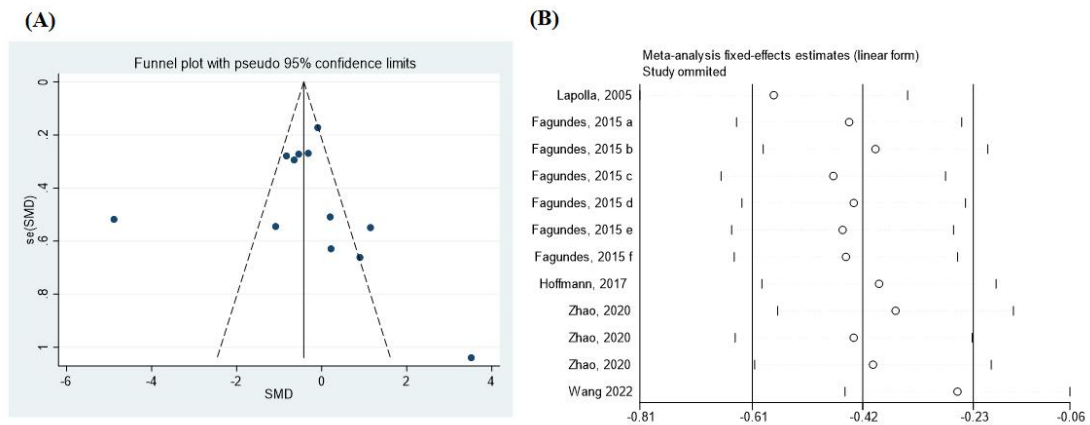 (A)
Funnel plot with pseudo 95% confidence limits
0
.2
.4
.6
.8
1
se(SMD)
-6
-4
-2
0
2
4
SMD
(B)
Meta-analysis fixed-effects estimates (linear form)
Study ommited
Lapolla, 2005
Fagundes, 2015 a
Fagundes, 2015 b
Fagundes, 2015 c
Fagundes, 2015 d
Fagundes, 2015 e
Fagundes, 2015 f
Hoffmann, 2017
Zhao, 2020
Zhao, 2020
Zhao, 2020
Wang 2022
-0.81
-0.61
-0.42
-0.23
-0.06